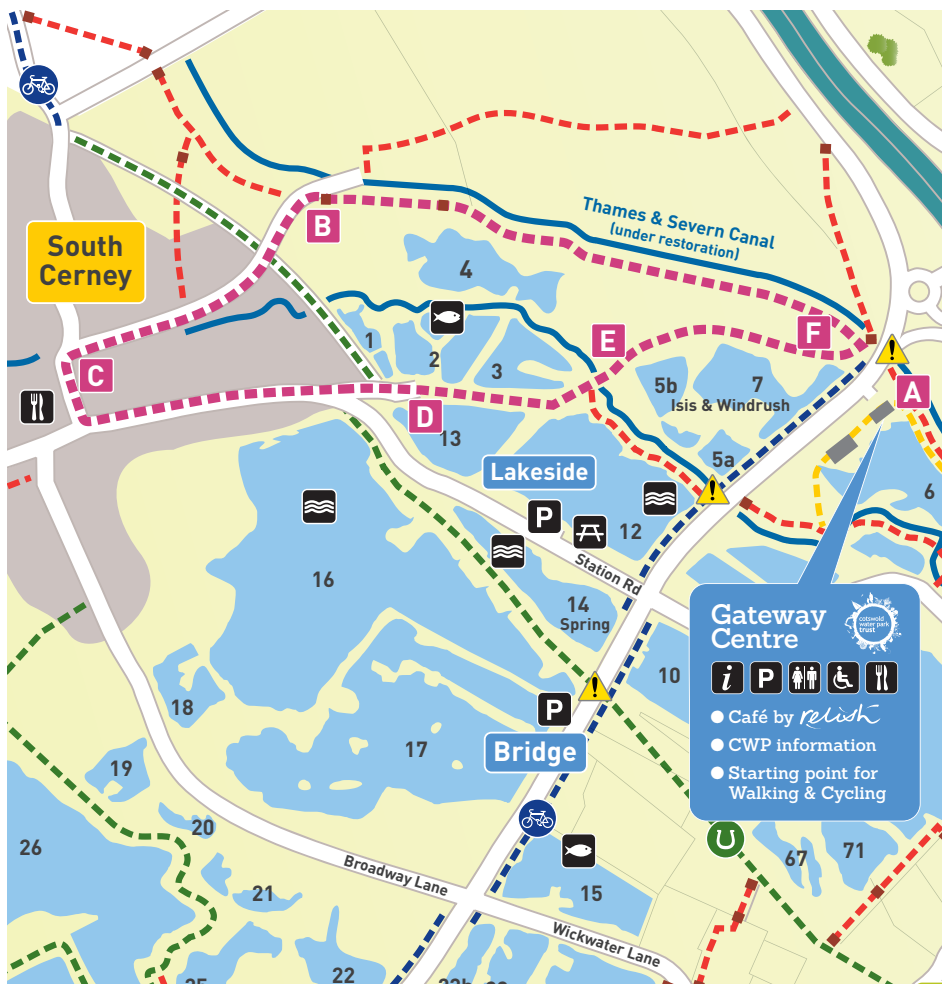 South
Cerney
B
Thames & Severn Canal
(under restoration)
4
E
F
1
2
3
5b
7
Isis & Windrush
C
A
D
13
5a
Lakeside
6
P
12
Station Rd
16
14
Spring
Gateway
Centre
cotswold
water park
trust
i
P
Café by relish
CWP information
Starting point for
Walking & Cycling
10
18
P
17
Bridge
19
20
26
Broadway Lane
67
71
21
15
Wickwater Lane
22